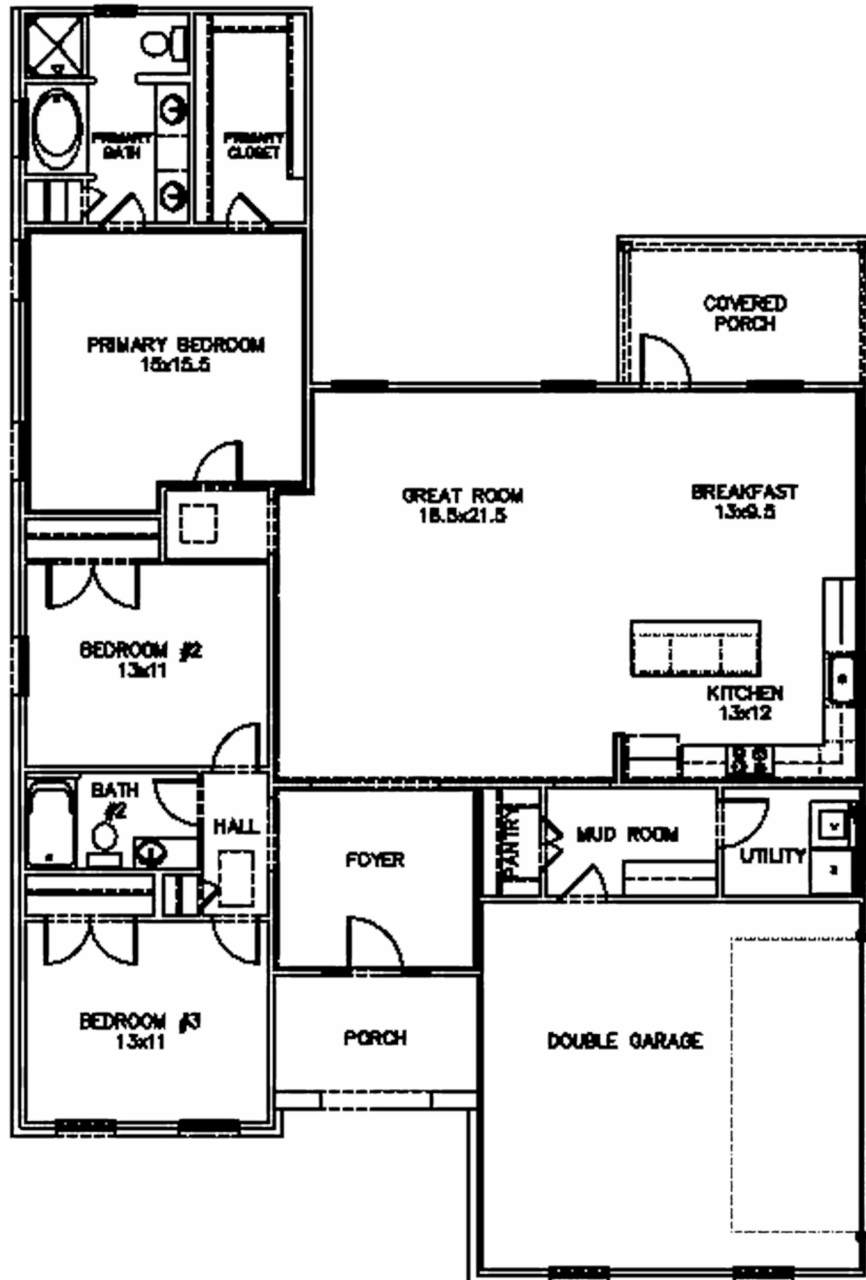 PRIMARY
BATH
PRIMARY
CLOSET
COVERED
PORCH
PRIMARY BEDROOM
15x15.5
GREAT ROOM
18.5x21.5
BREAKFAST
13x9.5
BEDROOM #2
13x11
KITCHEN
13x12
BATH
#2
HALL
FOYER
PANTRY
MUD ROOM
UTILITY
BEDROOM #3
13x11
PORCH
DOUBLE GARAGE